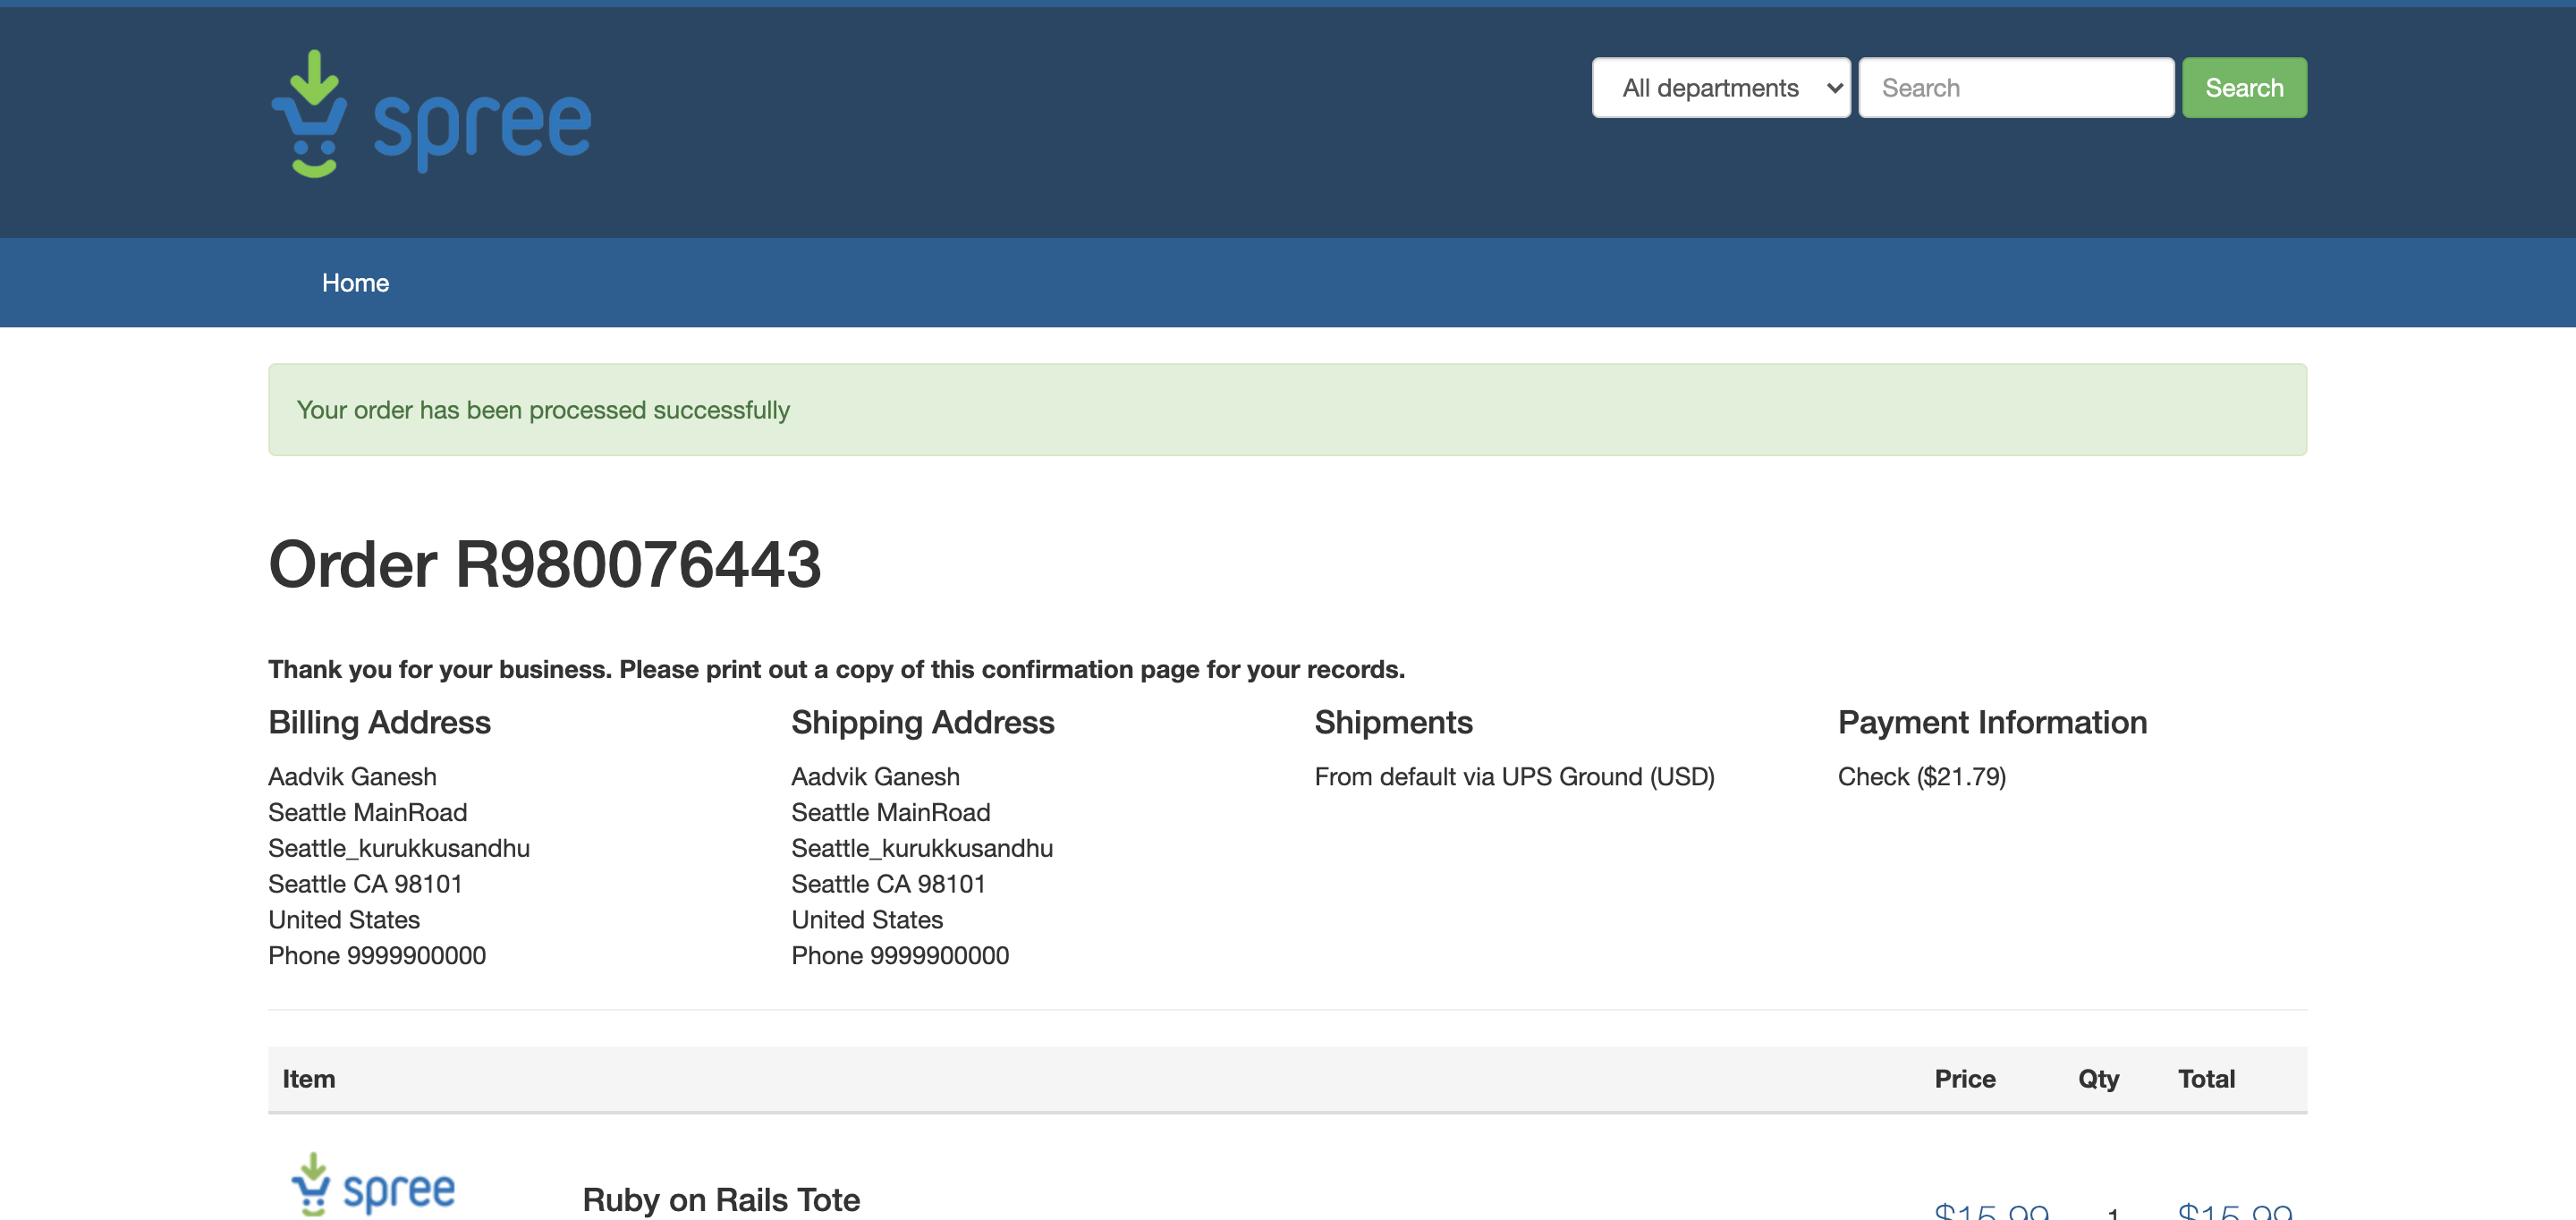 spree
All departments
Search
Search
Home
Your order has been processed successfully
Order R980076443
Thank you for your business. Please print out a copy of this confirmation page for your records.
Billing Address
Aadvik Ganesh
Seattle MainRoad
Seattle_kurukkusandhu
Seattle CA 98101
United States
Phone 9999900000
Shipping Address
Aadvik Ganesh
Seattle MainRoad
Seattle_kurukkusandhu
Seattle CA 98101
United States
Phone 9999900000
Shipments
From default via UPS Ground (USD)
Payment Information
Check ($21.79)
Item Price Qty Total
spree
Ruby on Rails Tote $15.99 1 $15.99